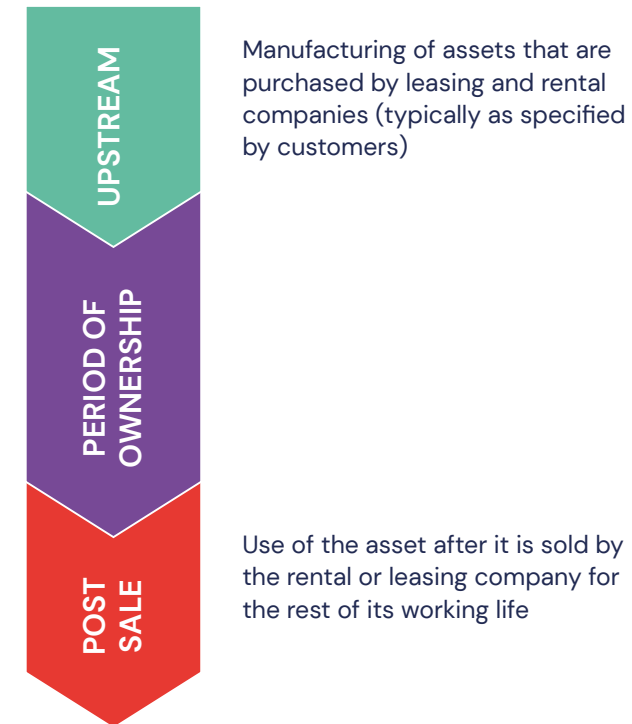 UPSTREAM
Manufacturing of assets that are
purchased by leasing and rental
companies (typically as specified
by customers)
PERIOD OF
OWNERSHIP
POST
SALE
Use of the asset after it is sold by
the rental or leasing company for
the rest of its working life